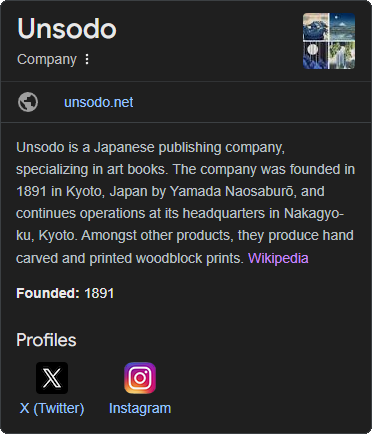 Unsodo
Company
unsodo.net
Unsodo is a Japanese publishing company,
specializing in art books. The company was founded in
1891 in Kyoto, Japan by Yamada Naosaburō, and
continues operations at its headquarters in Nakagyo-
ku, Kyoto. Amongst other products, they produce hand
carved and printed woodblock prints. Wikipedia
Founded: 1891
Profiles
X (Twitter)
Instagram